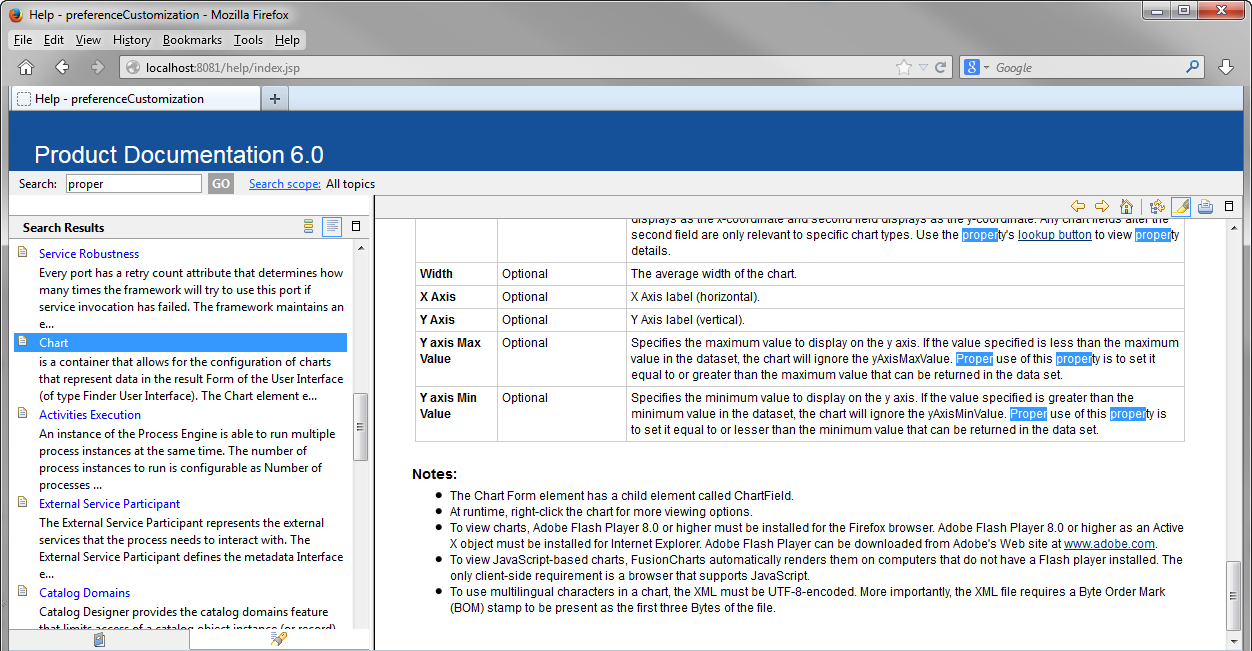 Help - preferenceCustomization - Mozilla Firefox
File Edit View History Bookmarks Tools Help
localhost:8081/help/index.jsp
8 Google
Help - preferenceCustomization
Product Documentation 6.0
Search: proper GO Search scope: All topics
Search Results
Service Robustness
Every port has a retry count attribute that determines how
many times the framework will try to use this port if
service invocation has failed. The framework maintains an
e...
Chart
is a container that allows for the configuration of charts
that represent data in the result Form of the User Interface
(of type Finder User Interface). The Chart element e...
Activities Execution
An instance of the Process Engine is able to run multiple
process instances at the same time. The number of
process instances to run is configurable as Number of
processes ...
External Service Participant
The External Service Participant represents the external
services that the process needs to interact with. The
External Service Participant defines the metadata Interface
e...
Catalog Domains
Catalog Designer provides the catalog domains feature
that limits access of a catalog object instance (or record)
displays as the x-coordinate and second field displays as the y-coordinate. Any chart fields after the
second field are only relevant to specific chart types. Use the property's lookup button to view property
details.
Width Optional The average width of the chart.
X Axis Optional X Axis label (horizontal).
Y Axis Optional Y Axis label (vertical).
Y axis Max Optional Specifies the maximum value to display on the y axis. If the value specified is less than the maximum
Value value in the dataset, the chart will ignore the yAxisMaxValue. Proper use of this property is to set it
equal to or greater than the maximum value that can be returned in the data set.
Y axis Min Optional Specifies the minimum value to display on the y axis. If the value specified is greater than the
Value minimum value in the dataset, the chart will ignore the yAxisMinValue. Proper use of this property is
to set it equal to or lesser than the minimum value that can be returned in the data set.
Notes:
The Chart Form element has a child element called ChartField.
At runtime, right-click the chart for more viewing options.
To view charts, Adobe Flash Player 8.0 or higher must be installed for the Firefox browser. Adobe Flash Player 8.0 or higher as an Active
X object must be installed for Internet Explorer. Adobe Flash Player can be downloaded from Adobe's Web site at www.adobe.com.
To view JavaScript-based charts, FusionCharts automatically renders them on computers that do not have a Flash player installed. The
only client-side requirement is a browser that supports JavaScript.
To use multilingual characters in a chart, the XML must be UTF-8-encoded. More importantly, the XML file requires a Byte Order Mark
(BOM) stamp to be present as the first three Bytes of the file.